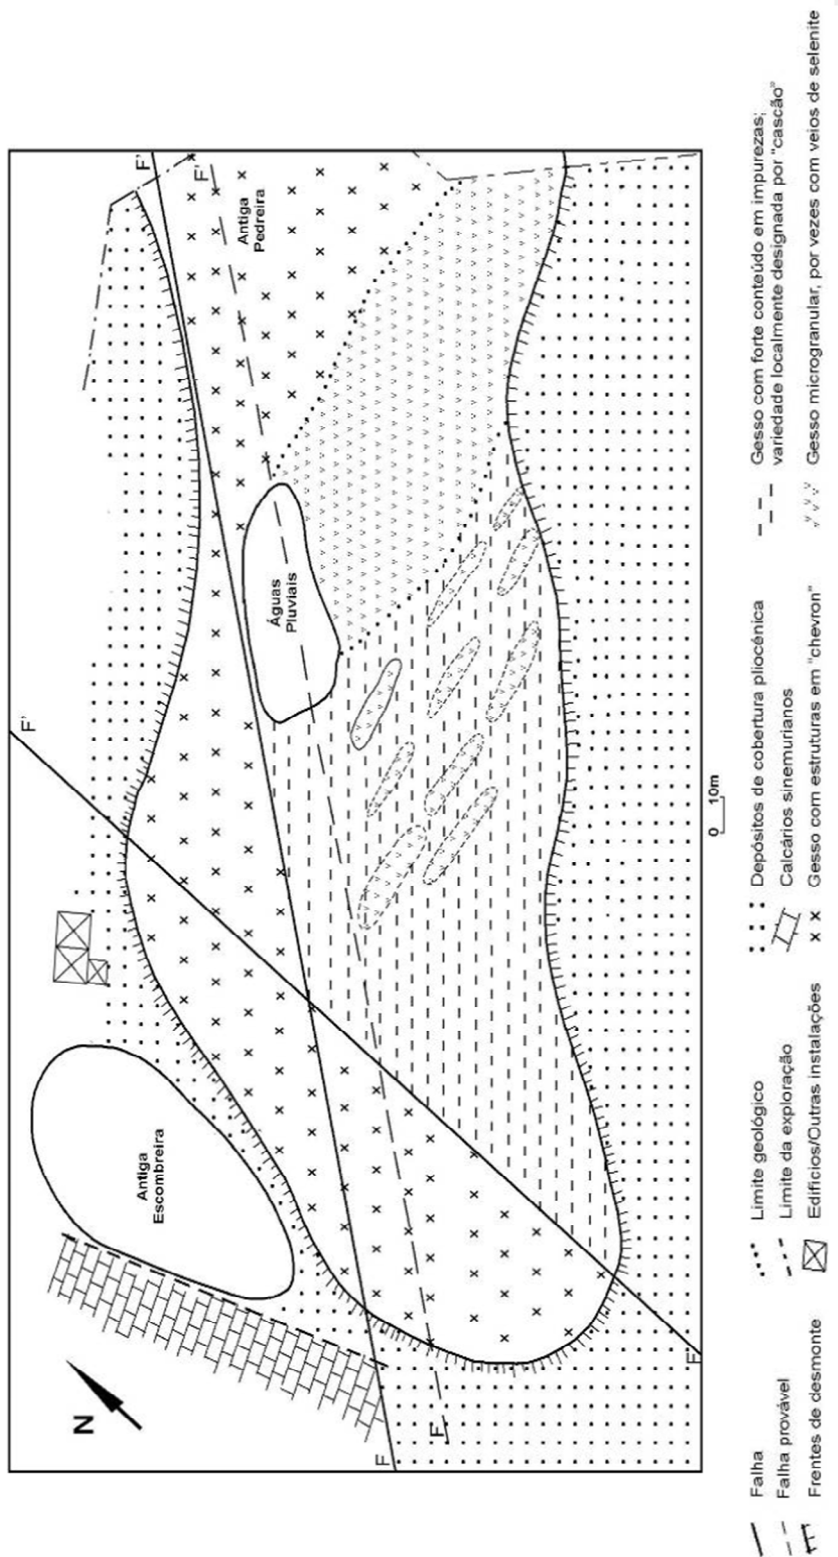 F'
F'
Antiga
Pedreira
Águas
Pluviais
F'
Antiga
Escombreira
N
F
F
F
0 10m
Falha
Falha provável
Frentes de desmonte
Limite geológico
Limite da exploração
Edifícios/Outras instalações
Depósitos de cobertura pliocénica
Calcários sinemurianos
Gesso com estruturas em "chevron"
Gesso com forte conteúdo em impurezas;
variedade localmente designada por "cascão"
Gesso microgranular, por vezes com veios de selenite